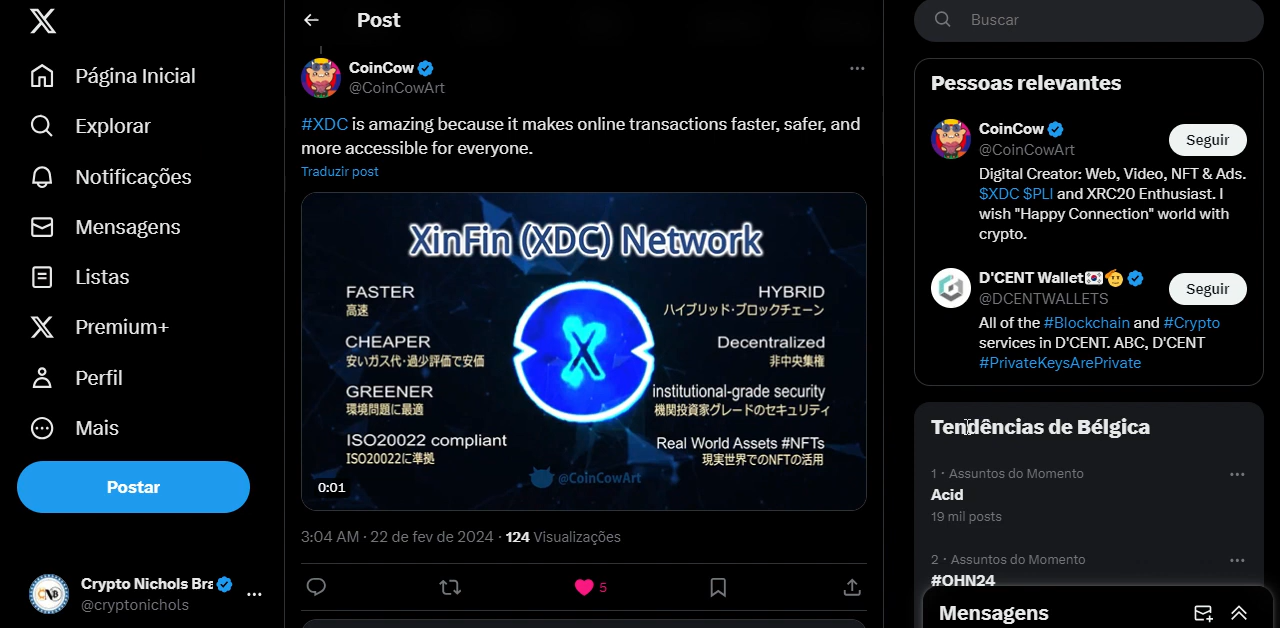 Página Inicial
Explorar
Notificações
Mensagens
Listas
Premium+
Perfil
Mais
Postar
Crypto Nichols Bra
@cryptonichols
Post
CoinCow
@CoinCowArt
#XDC is amazing because it makes online transactions faster, safer, and
more accessible for everyone.
Traduzir post
XinFin (XDC) Network
FASTER
高速
CHEAPER
安いガス代・過少評価で安価
GREENER
環境問題に最適
ISO20022 compliant
ISO20022に準拠
X
HYBRID
ハイブリッド・ブロックチェーン
Decentralized
非中央集権
institutional-grade security
機関投資家グレードのセキュリティ
Real World Assets #NFTs
現実世界でのNFTの活用
@CoinCowArt
0:01
3:04 AM · 22 de fev de 2024 · 124 Visualizações
5
Buscar
Pessoas relevantes
CoinCow
@CoinCowArt
Seguir
Digital Creator: Web, Video, NFT & Ads.
$XDC $PLI and XRC20 Enthusiast. I
wish "Happy Connection" world with
crypto.
D'CENT Wallet🇰🇷🫡
@DCENTWALLETS
Seguir
All of the #Blockchain and #Crypto
services in D'CENT. ABC, D'CENT
#PrivateKeysArePrivate
Tendências de Bélgica
1 · Assuntos do Momento
Acid
19 mil posts
2 · Assuntos do Momento
#OHN24
Mensagens